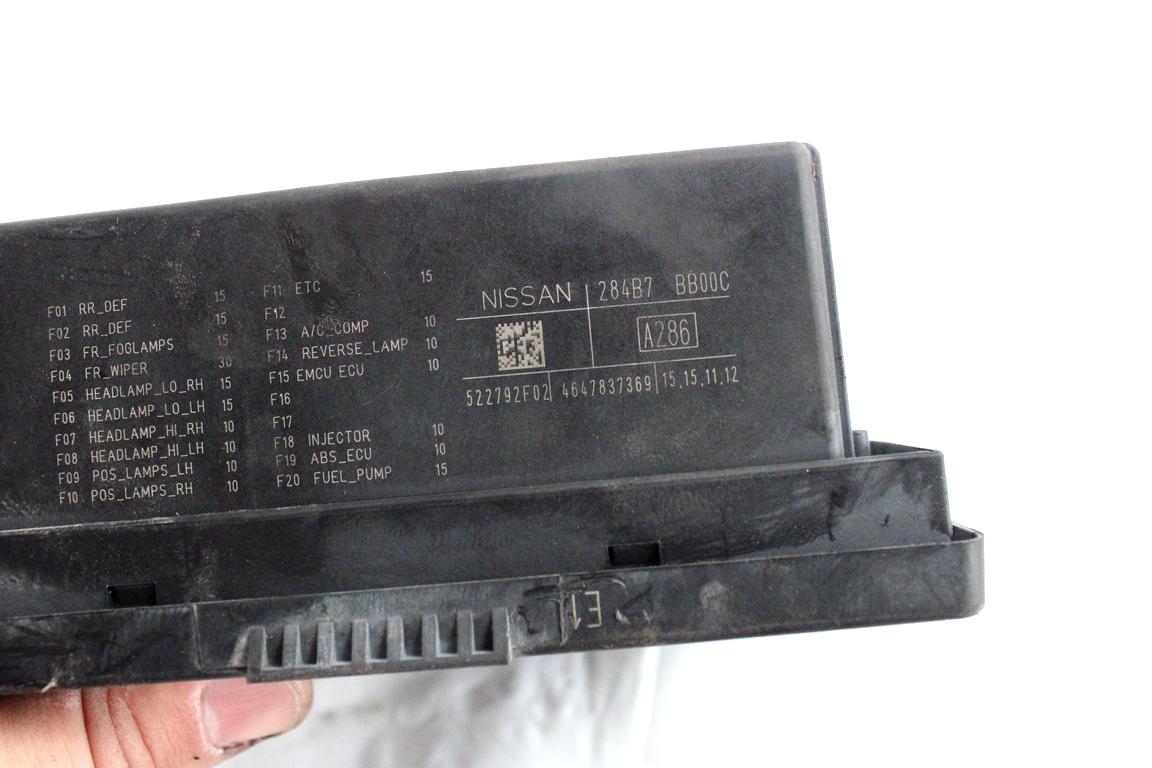 F01 RR_DEF 15
F02 RR_DEF 15
F03 FR_FOGLAMPS 15
F04 FR_WIPER 30
F05 HEADLAMP_LO_RH 15
F06 HEADLAMP_LO_LH 15
F07 HEADLAMP_HI_RH 10
F08 HEADLAMP_HI_LH 10
F09 POS_LAMPS_LH 10
F10 POS_LAMPS_RH 10
F11 ETC 15
F12
F13 A/C_COMP 10
F14 REVERSE_LAMP 10
F15 EMCU ECU 10
F16
F17
F18 INJECTOR 10
F19 ABS_ECU 10
F20 FUEL_PUMP 15
NISSAN 284B7 BB00C
A286
522792F02 4647837369 15.15.11.12
E1